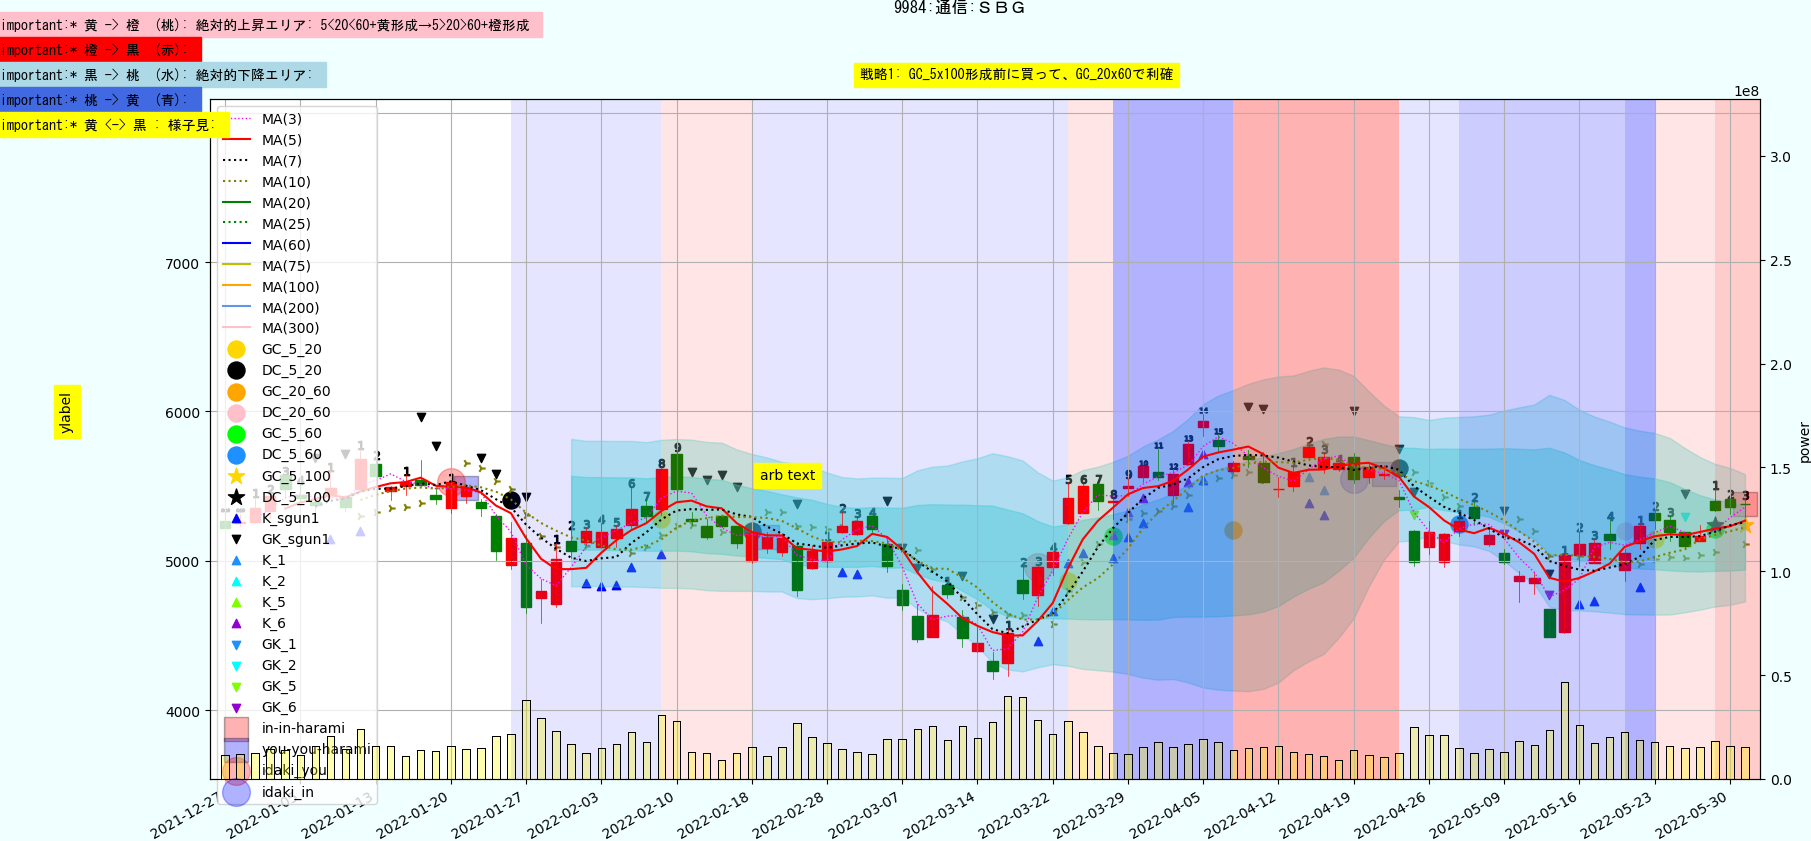 9984:通信:ＳＢＧ
important:* 黄 -> 橙 （桃）: 絶対的上昇エリア: 5<20<60+黄形成→5>20>60+橙形成
important:* 橙 -> 黒 （赤）:
important:* 黒 -> 桃 （水）: 絶対的下降エリア:
important:* 桃 -> 黄 （青）:
important:* 黄 <-> 黒 : 様子見:
戦略1: GC_5x100形成前に買って、GC_20x60で利確
1e8
MA(3)
MA(5)
MA(7)
MA(10)
MA(20)
MA(25)
MA(60)
MA(75)
MA(100)
MA(200)
MA(300)
GC_5_20
DC_5_20
GC_20_60
DC_20_60
GC_5_60
DC_5_60
GC_5_100
DC_5_100
K_sgun1
GK_sgun1
K_1
K_2
K_5
K_6
GK_1
GK_2
GK_5
GK_6
in-in-harami
you-you-harami
idaki_you
idaki_in
arb text
ylabel
7000
6000
5000
4000
power
3.0
2.5
2.0
1.5
1.0
0.5
0.0
2021-12-27
2022-01-13
2022-01-20
2022-01-27
2022-02-03
2022-02-10
2022-02-18
2022-02-28
2022-03-07
2022-03-14
2022-03-22
2022-03-29
2022-04-05
2022-04-12
2022-04-19
2022-04-26
2022-05-09
2022-05-16
2022-05-23
2022-05-30